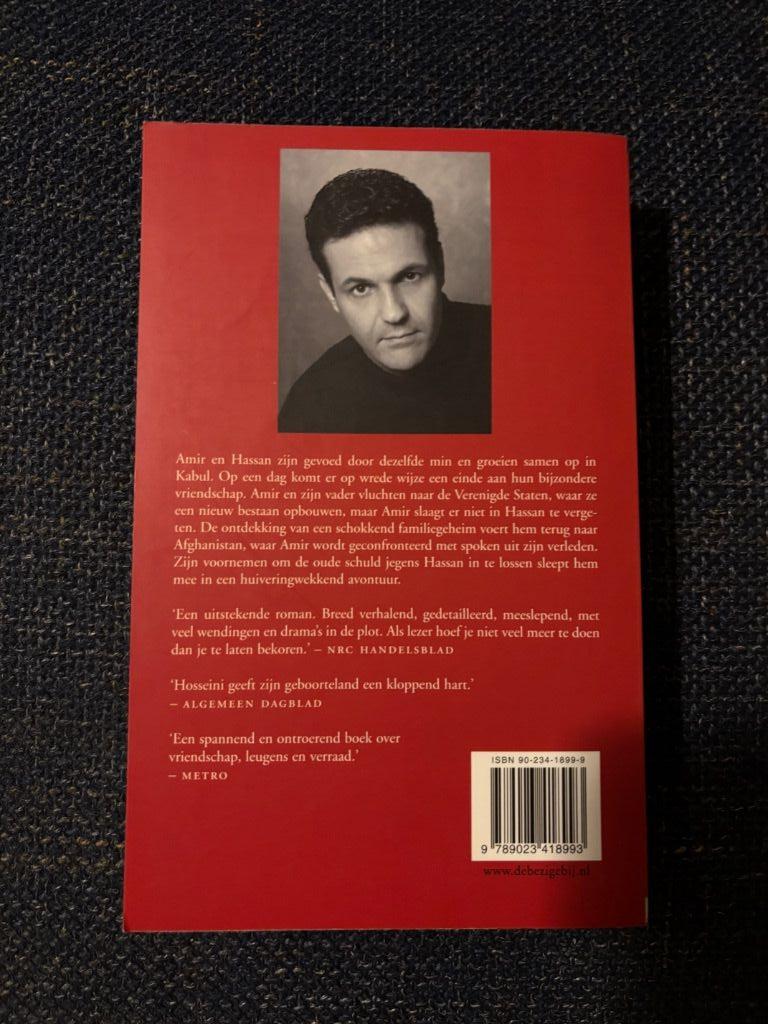 Amir en Hassan zijn gevoed door dezelfde min en groeien samen op in
Kabul. Op een dag komt er op wrede wijze een einde aan hun bijzondere
vriendschap. Amir en zijn vader vluchten naar de Verenigde Staten, waar ze
een nieuw bestaan opbouwen, maar Amir slaagt er niet in Hassan te verge-
ten. De ontdekking van een schokkend familiegeheim voert hem terug naar
Afghanistan, waar Amir wordt geconfronteerd met spoken uit zijn verleden.
Zijn voornemen om de oude schuld jegens Hassan in te lossen sleept hem
mee in een huiveringwekkend avontuur.
‘Een uitstekende roman. Breed verhalend, gedetailleerd, meeslepend, met
veel wendingen en drama's in de plot. Als lezer hoef je niet veel meer te doen
dan je te laten bekoren.’ – NRC HANDELSBLAD
‘Hosseini geeft zijn geboorteland een kloppend hart.’
– ALGEMEEN DAGBLAD
‘Een spannend en ontroerend boek over
vriendschap, leugens en verraad.’
– METRO
ISBN 90-234-1899-9
9 789023 418993
www.debezigebij.nl